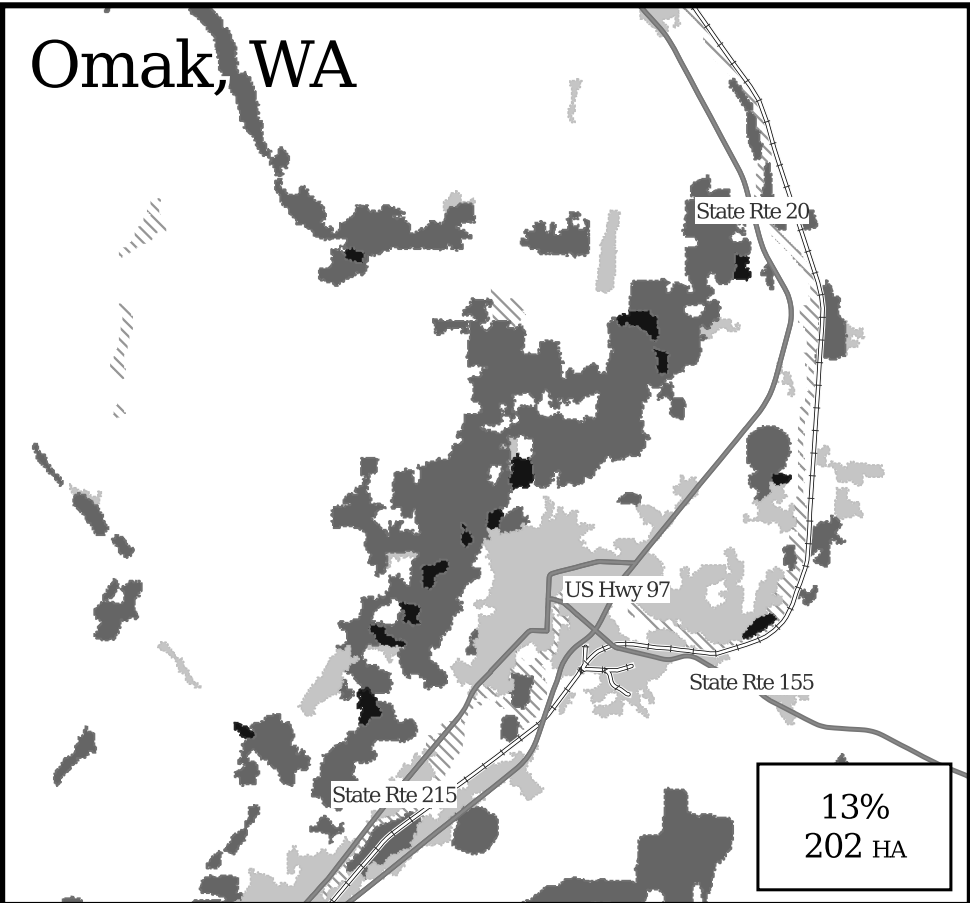 Omak, WA
State Rte 20
US Hwy 97
State Rte 155
State Rte 215
13%
202 HA